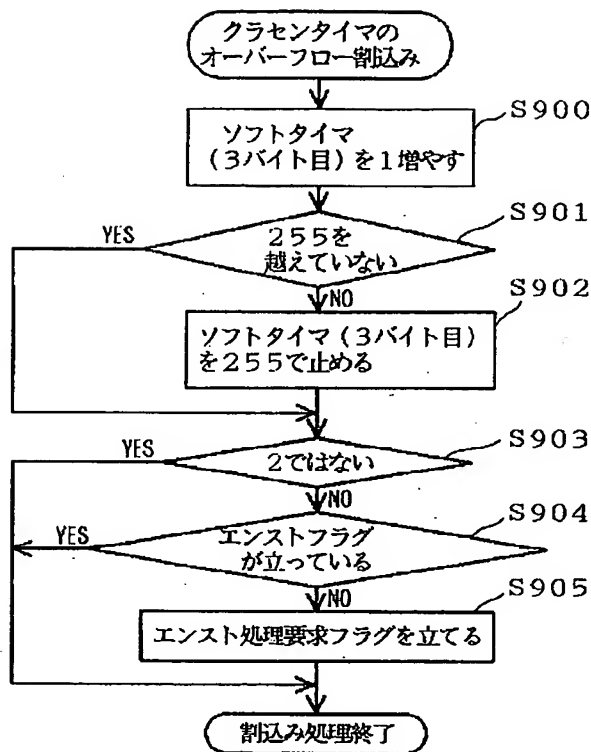 クラセンタイマの
オーバーフロー割込み
S900
ソフトタイマ
(3バイト目)を1増やす
S901
YES
255を
越えていない
NO
S902
ソフトタイマ(3バイト目)
を255で止める
S903
YES
2ではない
NO
S904
YES
エンストフラグ
が立っている
NO
S905
エンスト処理要求フラグを立てる
割込み処理終了